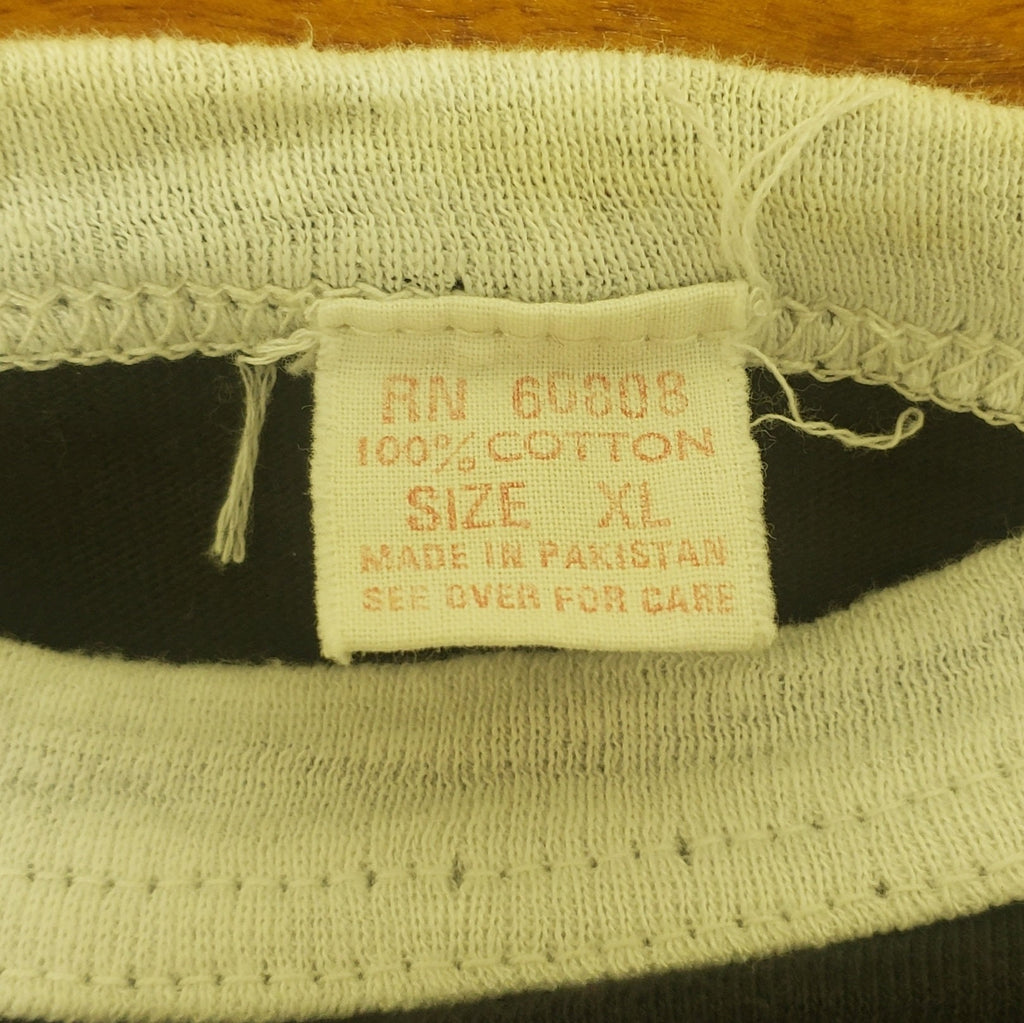 RN 60808
100% COTTON
SIZE XL
MADE IN PAKISTAN
SEE OVER FOR CARE